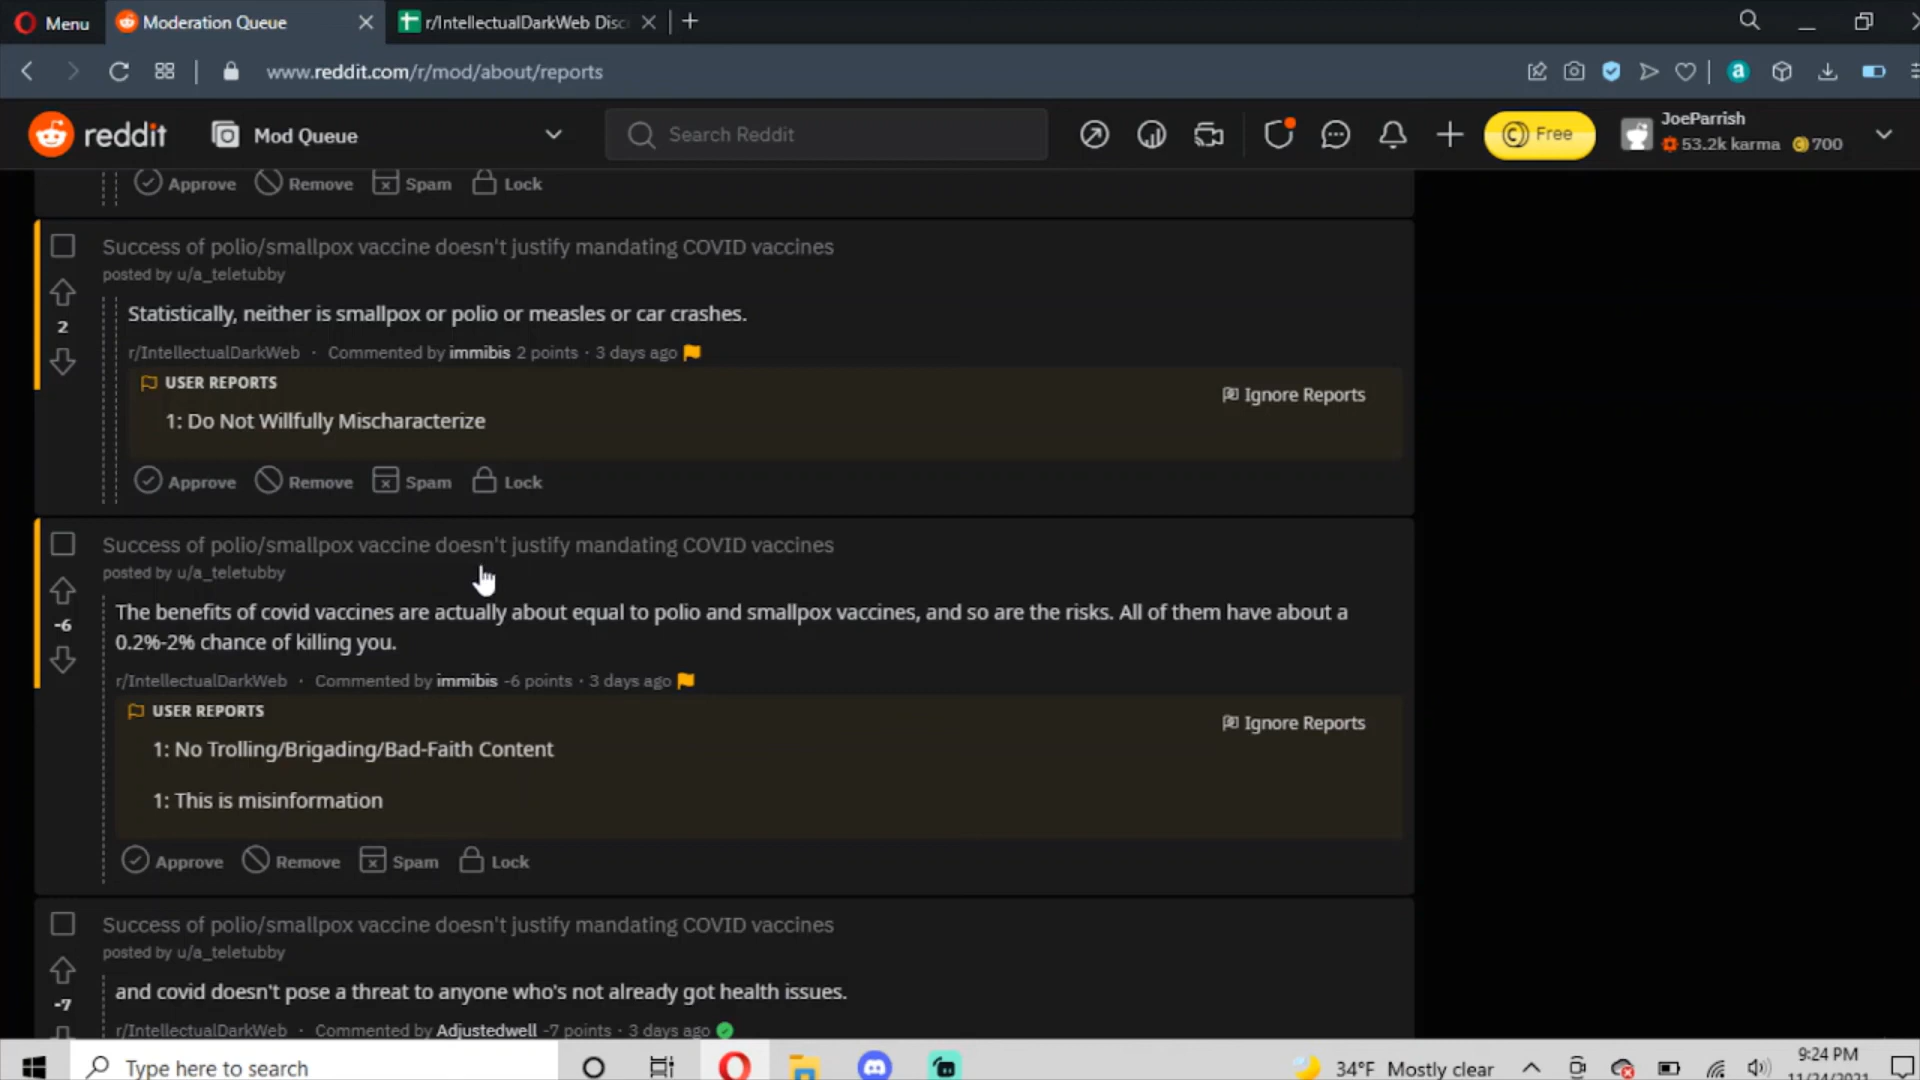 Menu
Moderation Queue
r/IntellectualDarkWeb Disc
www.reddit.com/r/mod/about/reports
reddit
Mod Queue
Search Reddit
Free
JoeParrish
53.2k karma
700
Approve Remove Spam Lock
Success of polio/smallpox vaccine doesn't justify mandating COVID vaccines
posted by u/a_teletubby
2
Statistically, neither is smallpox or polio or measles or car crashes.
r/IntellectualDarkWeb · Commented by immibis 2 points · 3 days ago
USER REPORTS
Ignore Reports
1: Do Not Willfully Mischaracterize
Approve Remove Spam Lock
Success of polio/smallpox vaccine doesn't justify mandating COVID vaccines
posted by u/a_teletubby
-6
The benefits of covid vaccines are actually about equal to polio and smallpox vaccines, and so are the risks. All of them have about a
0.2%-2% chance of killing you.
r/IntellectualDarkWeb · Commented by immibis -6 points · 3 days ago
USER REPORTS
Ignore Reports
1: No Trolling/Brigading/Bad-Faith Content
1: This is misinformation
Approve Remove Spam Lock
Success of polio/smallpox vaccine doesn't justify mandating COVID vaccines
posted by u/a_teletubby
-7
and covid doesn't pose a threat to anyone who's not already got health issues.
r/IntellectualDarkWeb · Commented by Adjustedwell -7 points · 3 days ago
Type here to search
34°F Mostly clear
9:24 PM
11/24/2021